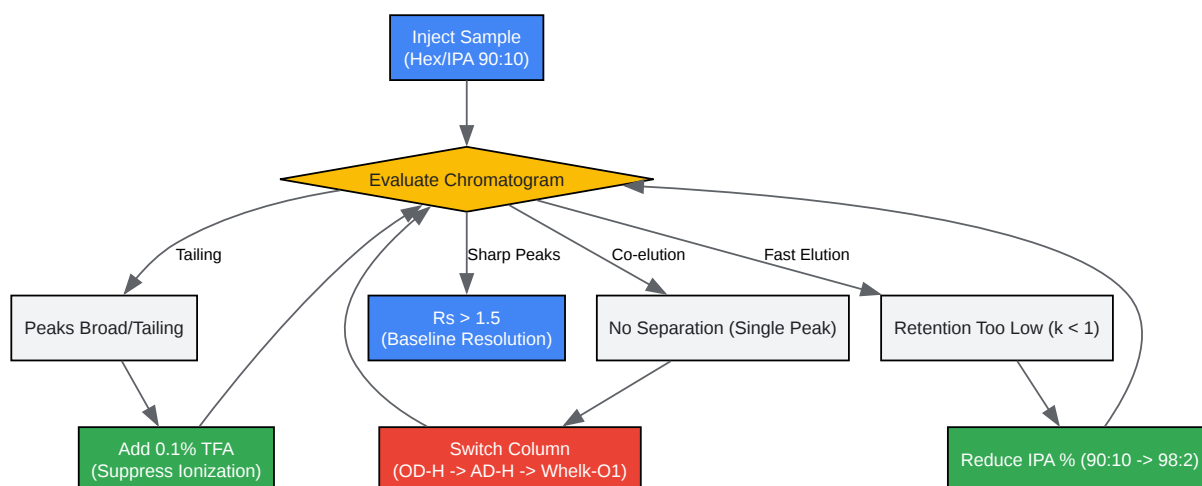 Inject Sample
(Hex/IPA 90:10)
Evaluate Chromatogram
Tailing
Sharp Peaks
Co-elution
Fast Elution
Peaks Broad/Tailing
Rs > 1.5
(Baseline Resolution)
No Separation (Single Peak)
Retention Too Low (k < 1)
Add 0.1% TFA
(Suppress Ionization)
Switch Column
(OD-H -> AD-H -> Whelk-O1)
Reduce IPA % (90:10 -> 98:2)